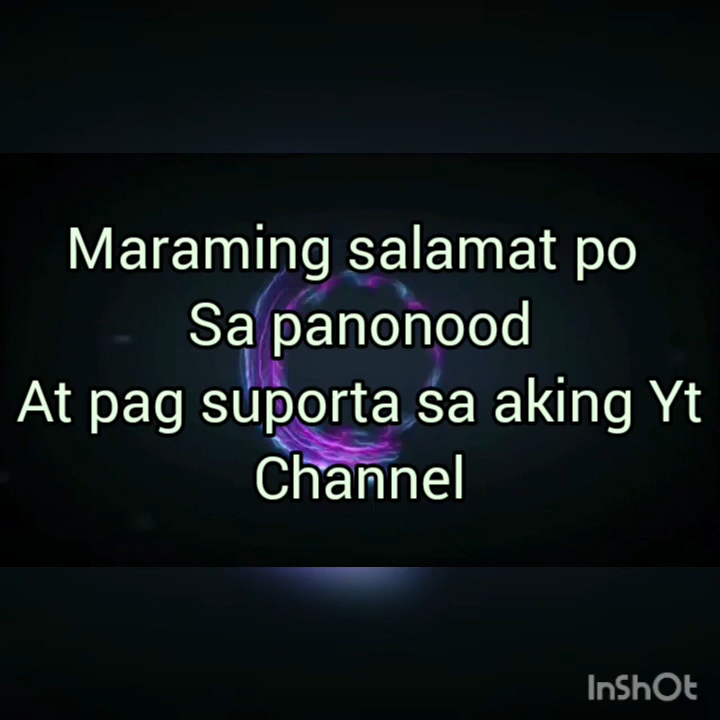 Maraming salamat po
Sa panonood
At pag suporta sa aking Yt
Channel
InShOt